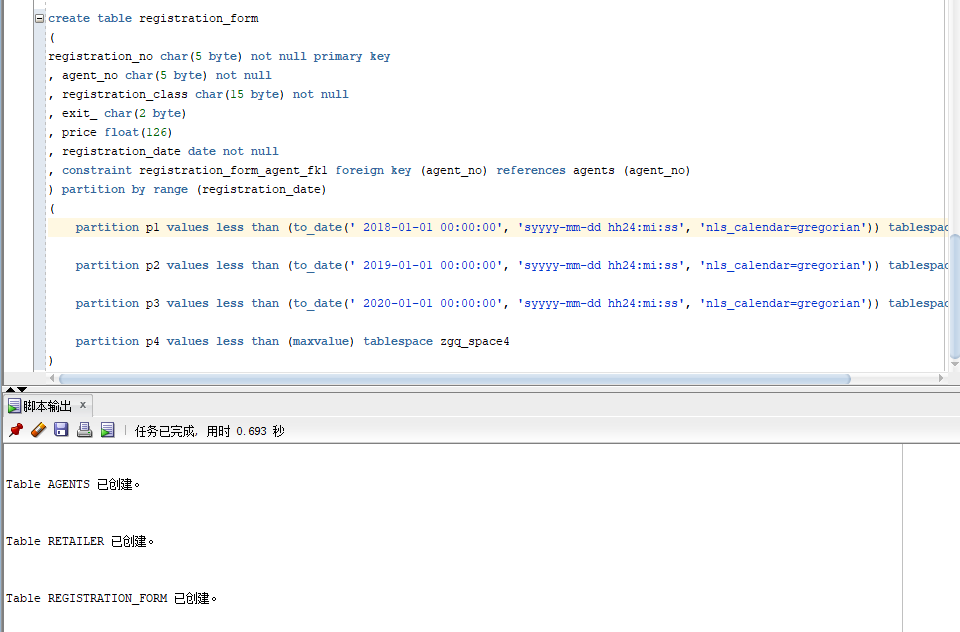 create table registration_form
(
registration_no char(5 byte) not null primary key
, agent_no char(5 byte) not null
, registration_class char(15 byte) not null
, exit_ char(2 byte)
, price float(126)
, registration_date date not null
, constraint registration_form_agent_fk1 foreign key (agent_no) references agents (agent_no)
) partition by range (registration_date)
(
partition p1 values less than (to_date(' 2018-01-01 00:00:00', 'syyyy-mm-dd hh24:mi:ss', 'nls_calendar=gregorian')) tablespac
partition p2 values less than (to_date(' 2019-01-01 00:00:00', 'syyyy-mm-dd hh24:mi:ss', 'nls_calendar=gregorian')) tablespac
partition p3 values less than (to_date(' 2020-01-01 00:00:00', 'syyyy-mm-dd hh24:mi:ss', 'nls_calendar=gregorian')) tablespac
partition p4 values less than (maxvalue) tablespace zgq_space4
)
脚本输出 x
任务已完成, 用时 0.693 秒
Table AGENTS 已创建。
Table RETAILER 已创建。
Table REGISTRATION_FORM 已创建。